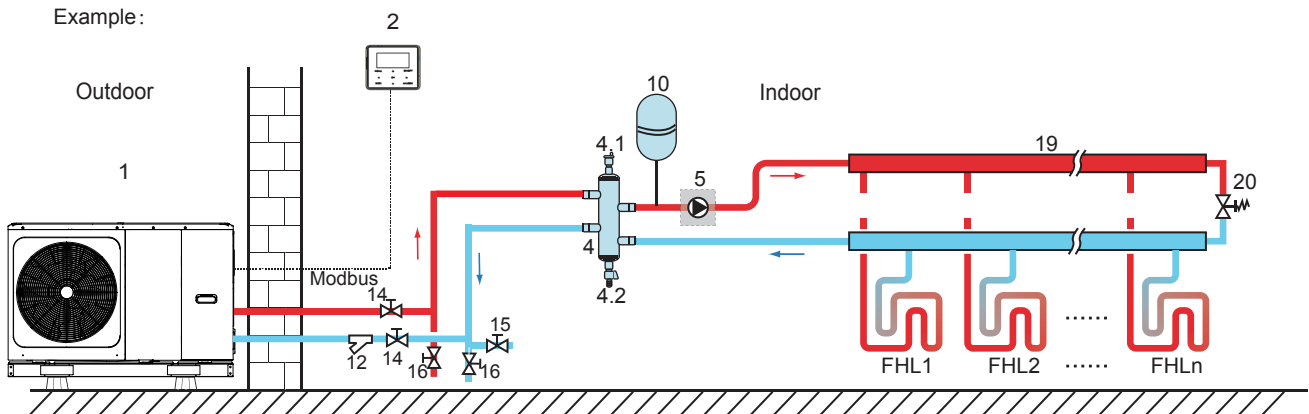 Example:
2
Outdoor
10
Indoor
4.1
19
1
5
20
4
Modbus
14
4.2
15
12
14
16
16
FHL1
FHL2
......
......
FHLn